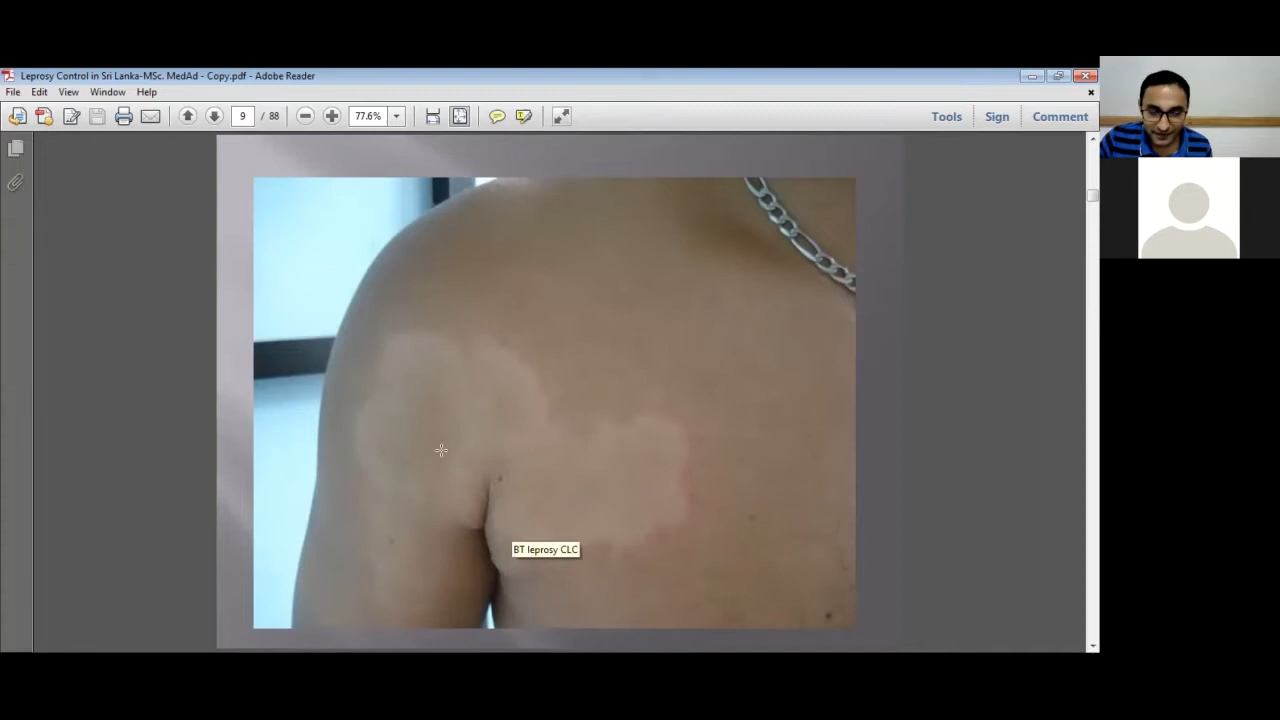 Leprosy Control in Sri Lanka-MSc. MedAd - Copy.pdf - Adobe Reader
File Edit View Window Help
9 / 88 77.6% Tools Sign Comment
BT leprosy CLC